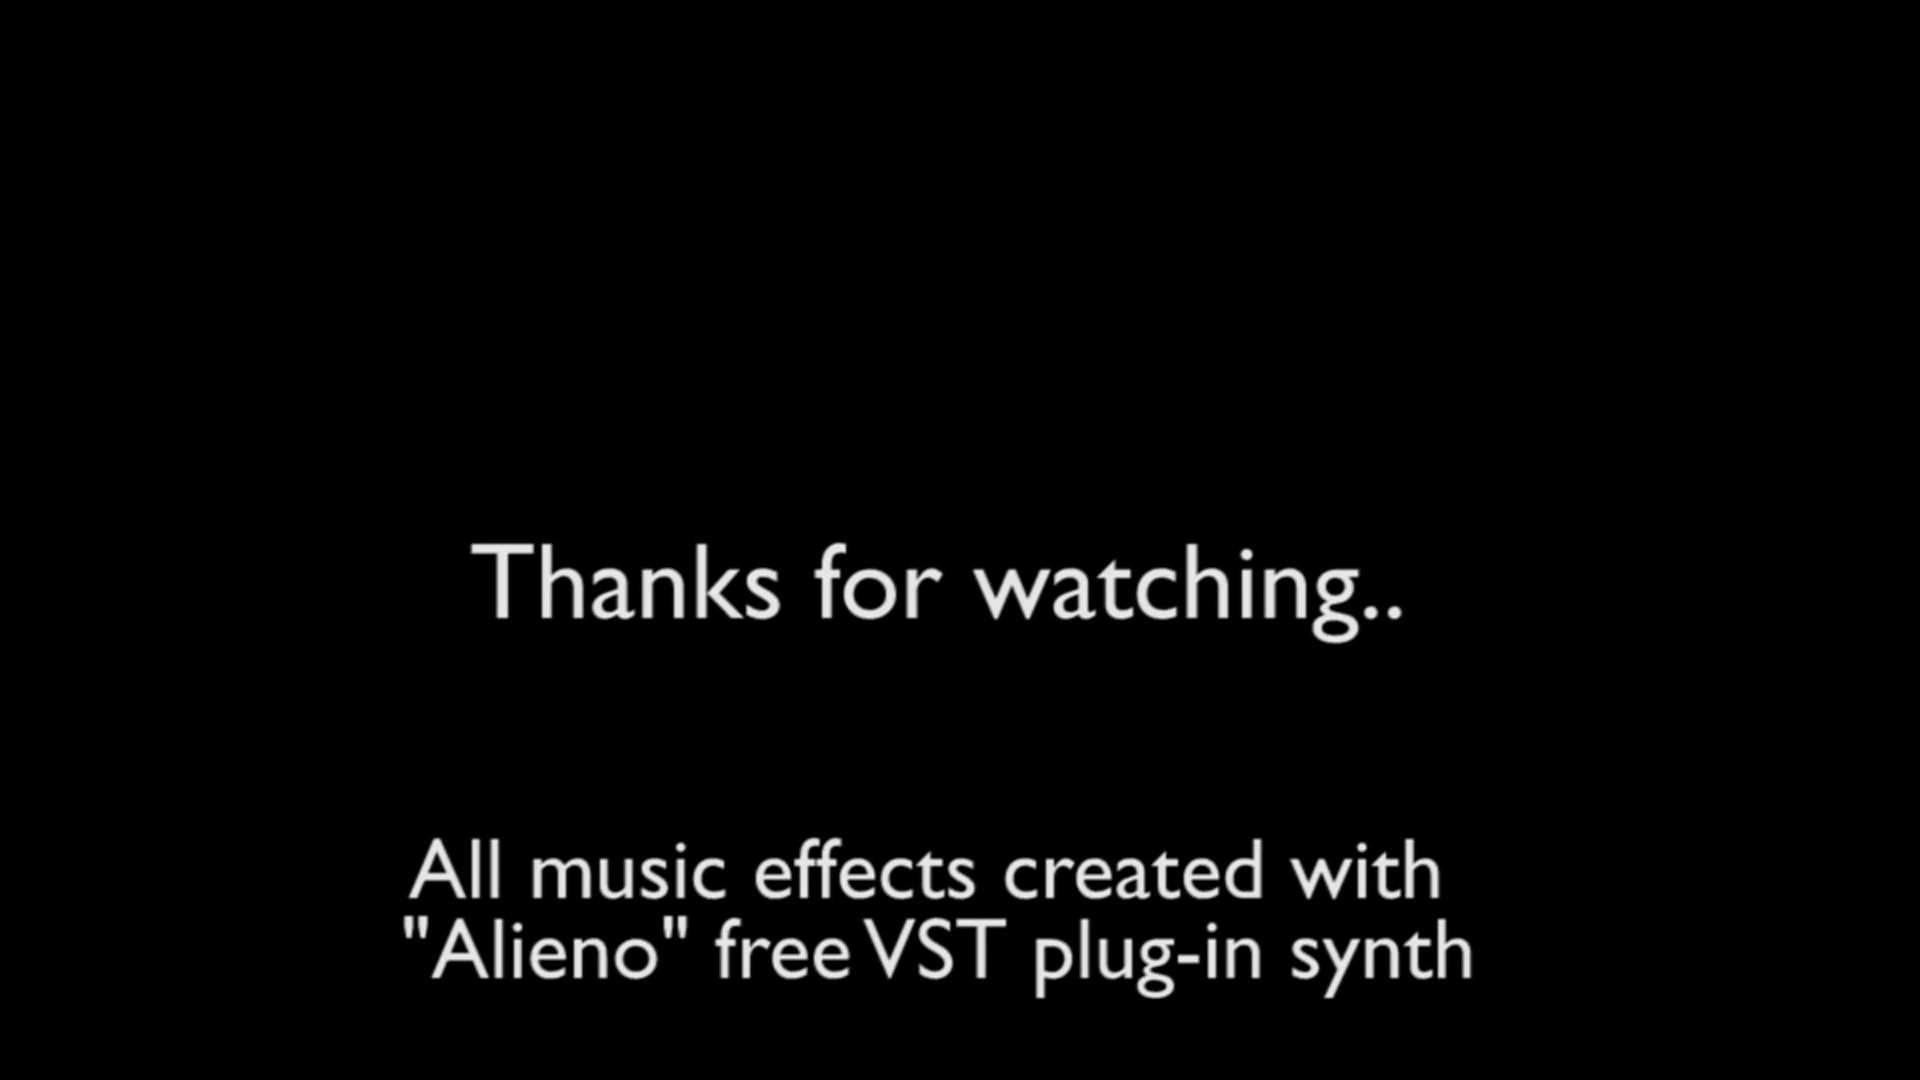 Thanks for watching..
All music effects created with
"Alieno" free VST plug-in synth